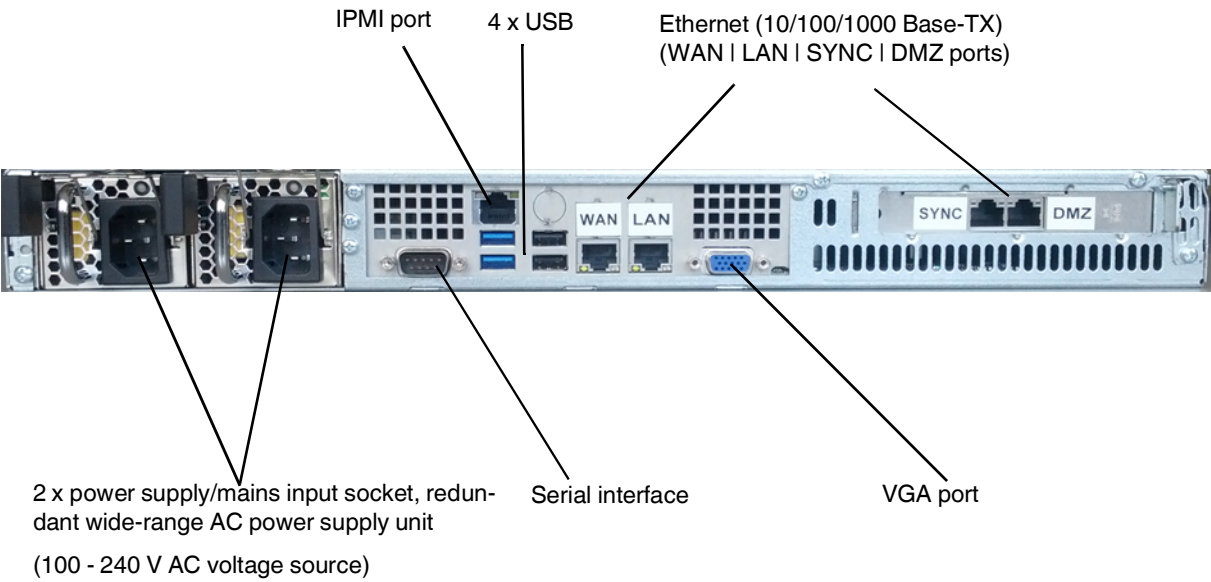 IPMI port
4 x USB
Ethernet (10/100/1000 Base-TX)
(WAN | LAN | SYNC | DMZ ports)
WAN
LAN
SYNC
DMZ
2 x power supply/mains input socket, redun-
dant wide-range AC power supply unit
(100 - 240 V AC voltage source)
Serial interface
VGA port